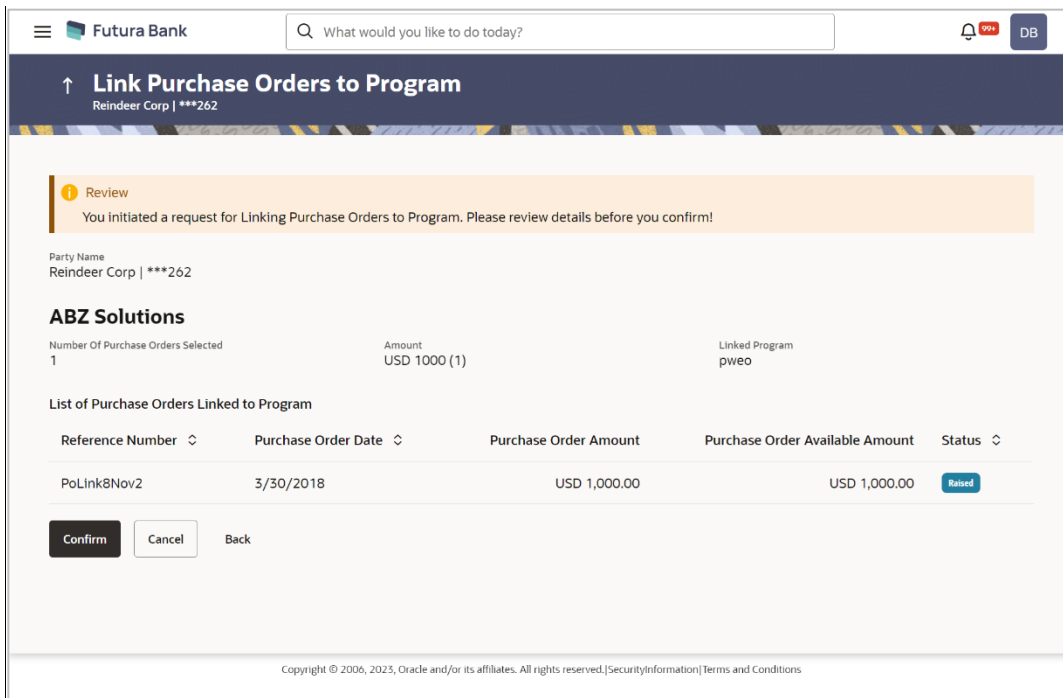 Futura Bank
What would you like to do today?
99+
DB
Link Purchase Orders to Program
Reindeer Corp | ***262
Review
You initiated a request for Linking Purchase Orders to Program. Please review details before you confirm!
Party Name
Reindeer Corp | ***262
ABZ Solutions
Number Of Purchase Orders Selected Amount Linked Program
1 USD 1000 (1) pweo
List of Purchase Orders Linked to Program
Reference Number Purchase Order Date Purchase Order Amount Purchase Order Available Amount Status
PoLink8Nov2 3/30/2018 USD 1,000.00 USD 1,000.00 Raised
Confirm Cancel Back
Copyright © 2006, 2023, Oracle and/or its affiliates. All rights reserved.|SecurityInformation|Terms and Conditions